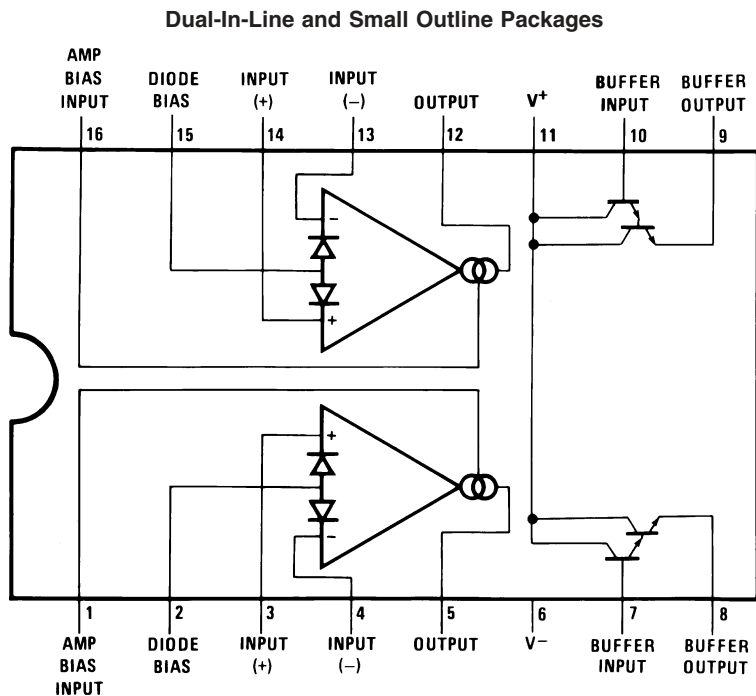 Dual-In-Line and Small Outline Packages
AMP
BIAS
INPUT
DIODE
BIAS
INPUT
(+)
INPUT
(−)
OUTPUT
V+
BUFFER
INPUT
BUFFER
OUTPUT
16 15 14 13 12 11 10 9
−
+
+
−
1 2 3 4 5 6 7 8
AMP
BIAS
INPUT
DIODE
BIAS
INPUT
(+)
INPUT
(−)
OUTPUT
V−
BUFFER
INPUT
BUFFER
OUTPUT